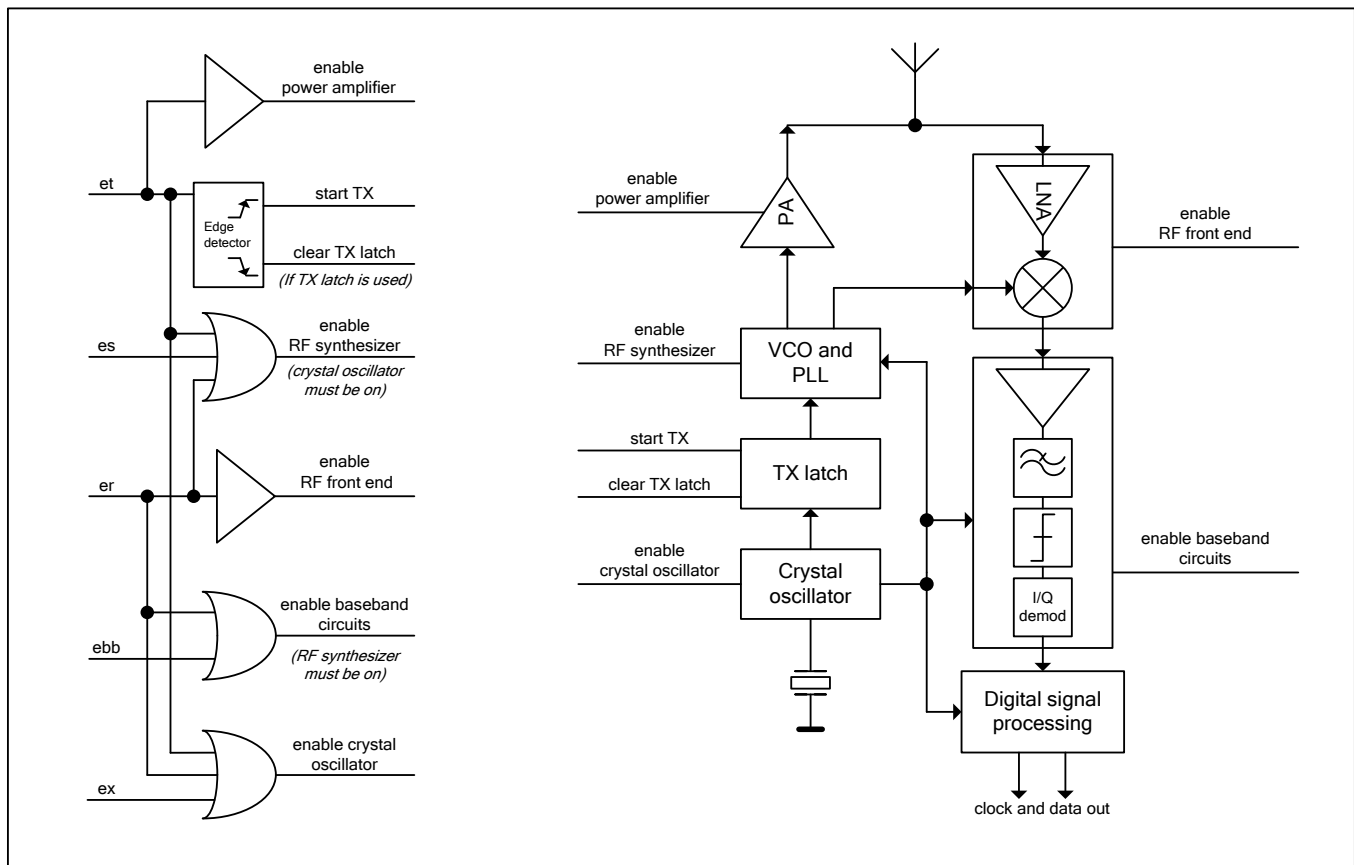 enable
power amplifier
et
Edge
detector
start TX
clear TX latch
(If TX latch is used)
es
enable
RF synthesizer
(crystal oscillator
must be on)
er
enable
RF front end
ebb
enable baseband
circuits
(RF synthesizer
must be on)
ex
enable crystal
oscillator
enable
power amplifier
PA
LNA
enable
RF front end
enable
RF synthesizer
VCO and
PLL
start TX
clear TX latch
TX latch
enable
crystal oscillator
Crystal
oscillator
I/Q
demod
enable baseband
circuits
Digital signal
processing
clock and data out